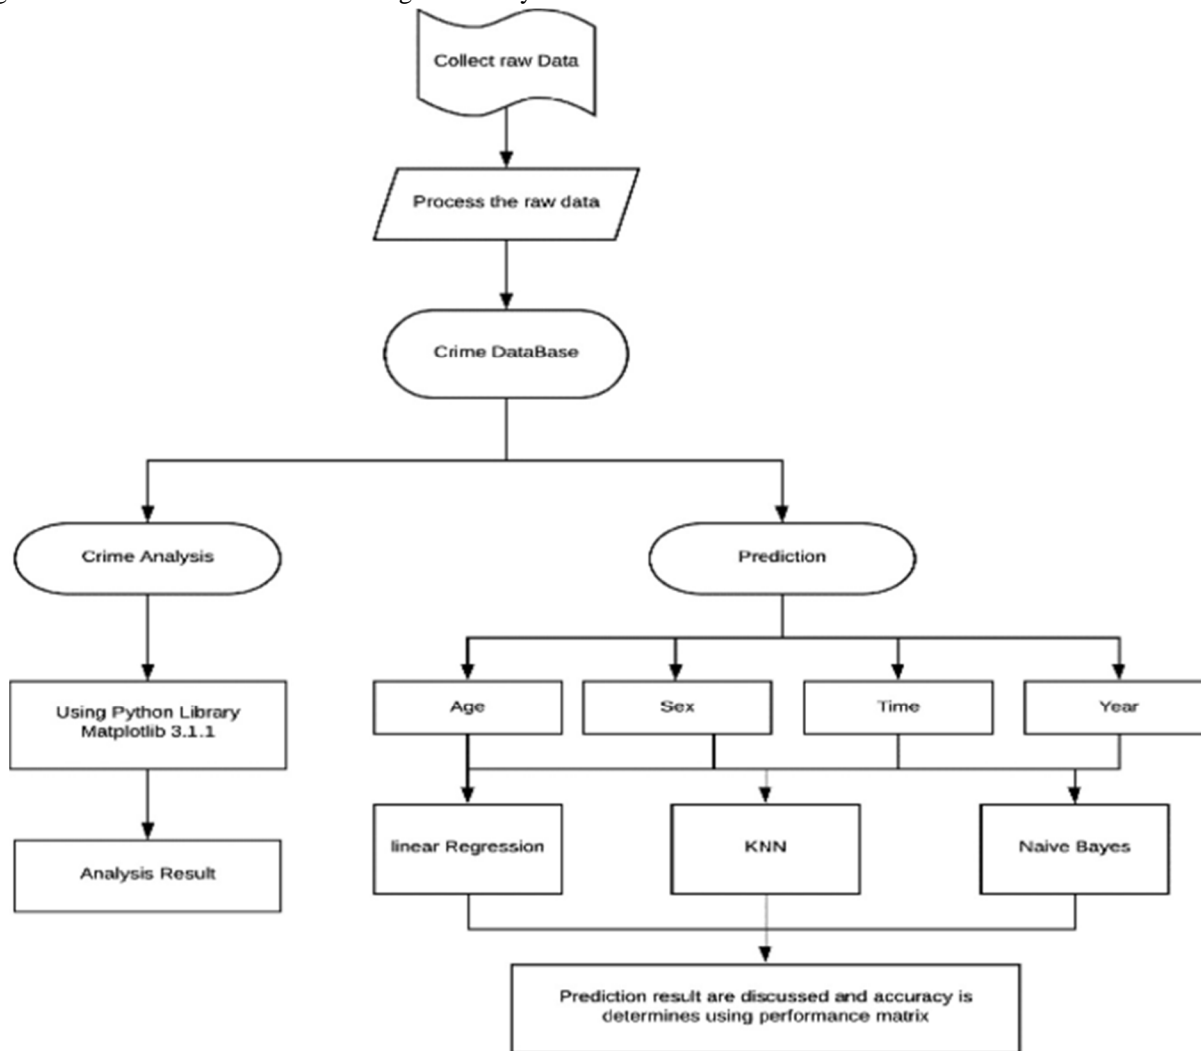 Collect raw Data
Process the raw data
Crime DataBase
Crime Analysis
Prediction
Using Python Library
Matplotlib 3.1.1
Age
Sex
Time
Year
linear Regression
KNN
Naive Bayes
Analysis Result
Prediction result are discussed and accuracy is
determines using performance matrix